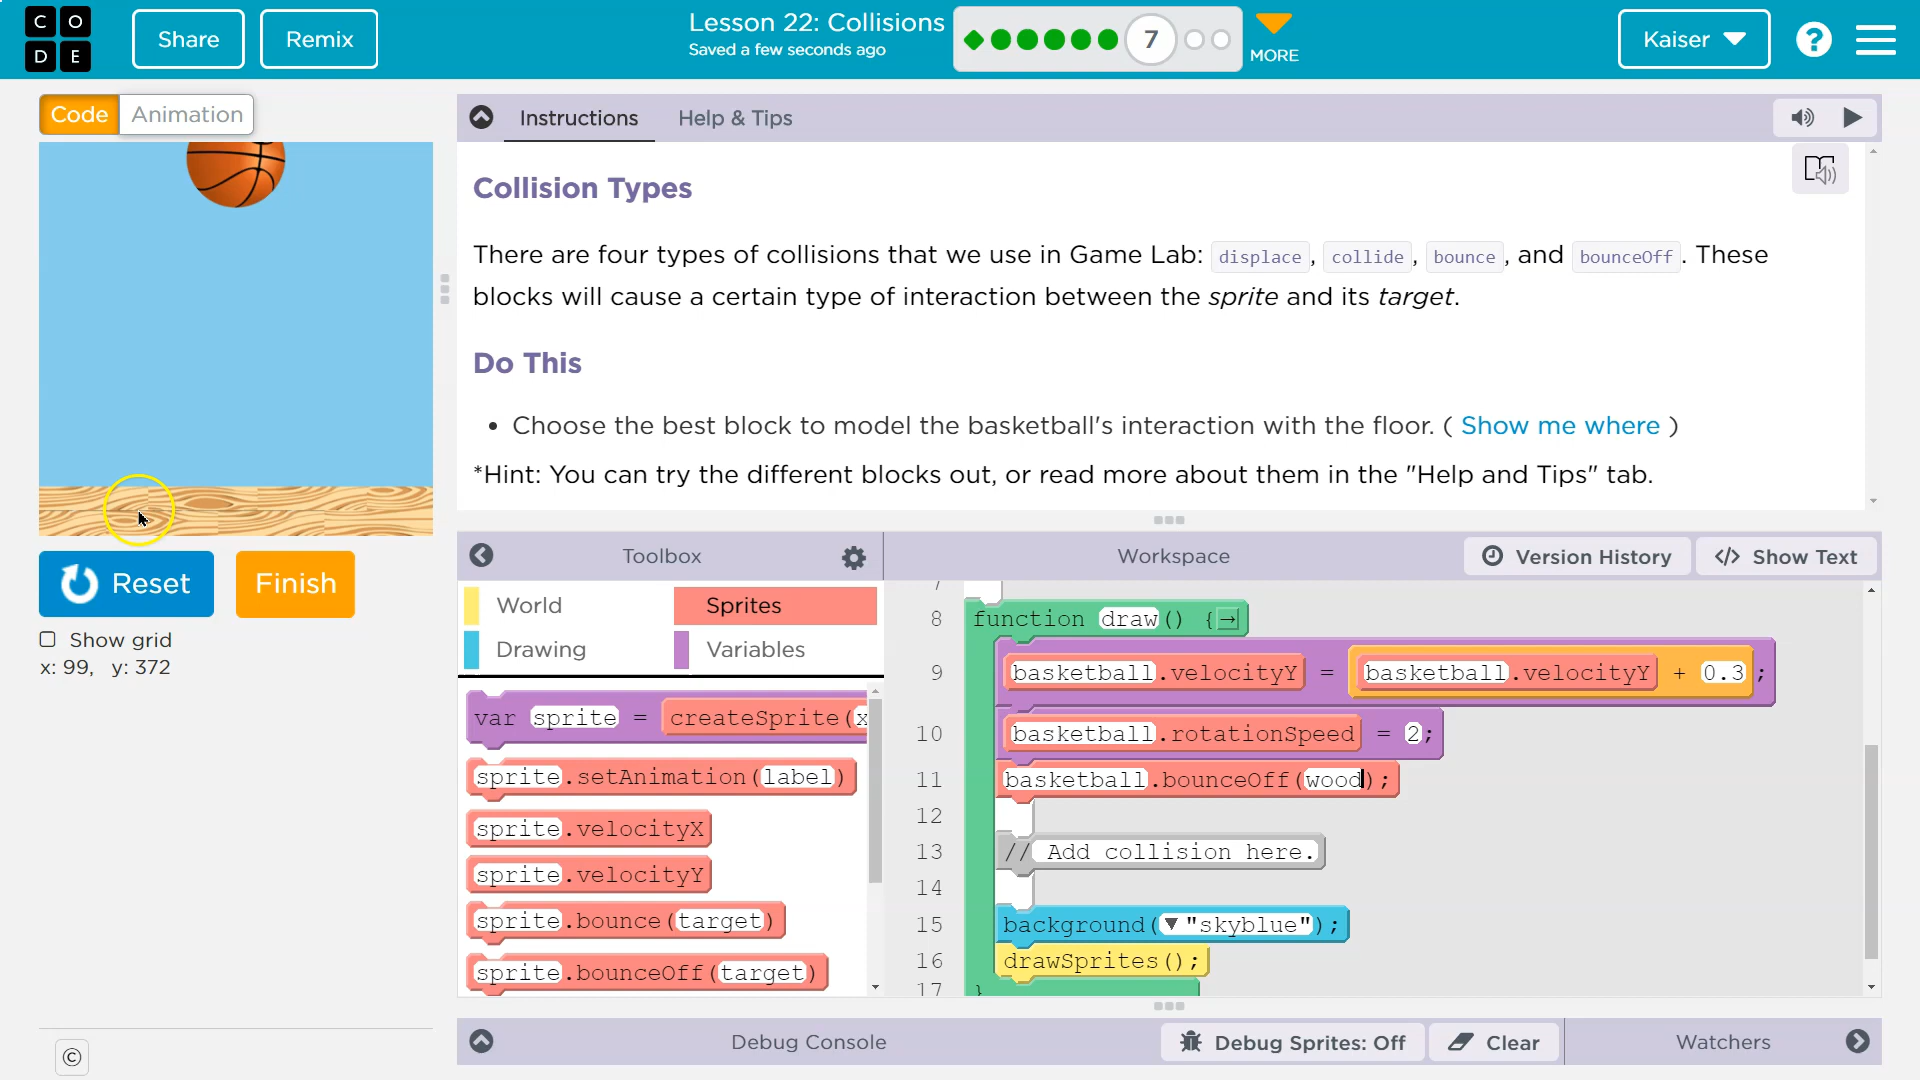 CODE
Share
Remix
Lesson 22: Collisions
Saved a few seconds ago
7
MORE
Kaiser
?
Code
Animation
Instructions
Help & Tips
Collision Types
There are four types of collisions that we use in Game Lab: displace, collide, bounce, and bounceOff. These
blocks will cause a certain type of interaction between the sprite and its target.
Do This
• Choose the best block to model the basketball's interaction with the floor. ( Show me where )
*Hint: You can try the different blocks out, or read more about them in the "Help and Tips" tab.
Reset
Finish
Show grid
x: 99, y: 372
Toolbox
Workspace
Version History
</> Show Text
World
Sprites
Drawing
Variables
var sprite = createSprite(x
sprite.setAnimation(label)
sprite.velocityX
sprite.velocityY
sprite.bounce(target)
sprite.bounceOff(target)
7
8 function draw() {
9 basketball.velocityY = basketball.velocityY + 0.3;
10 basketball.rotationSpeed = 2;
11 basketball.bounceOff(wood);
12
13 // Add collision here.
14
15 background("skyblue");
16 drawSprites();
17 }
Debug Console
Debug Sprites: Off
Clear
Watchers
©